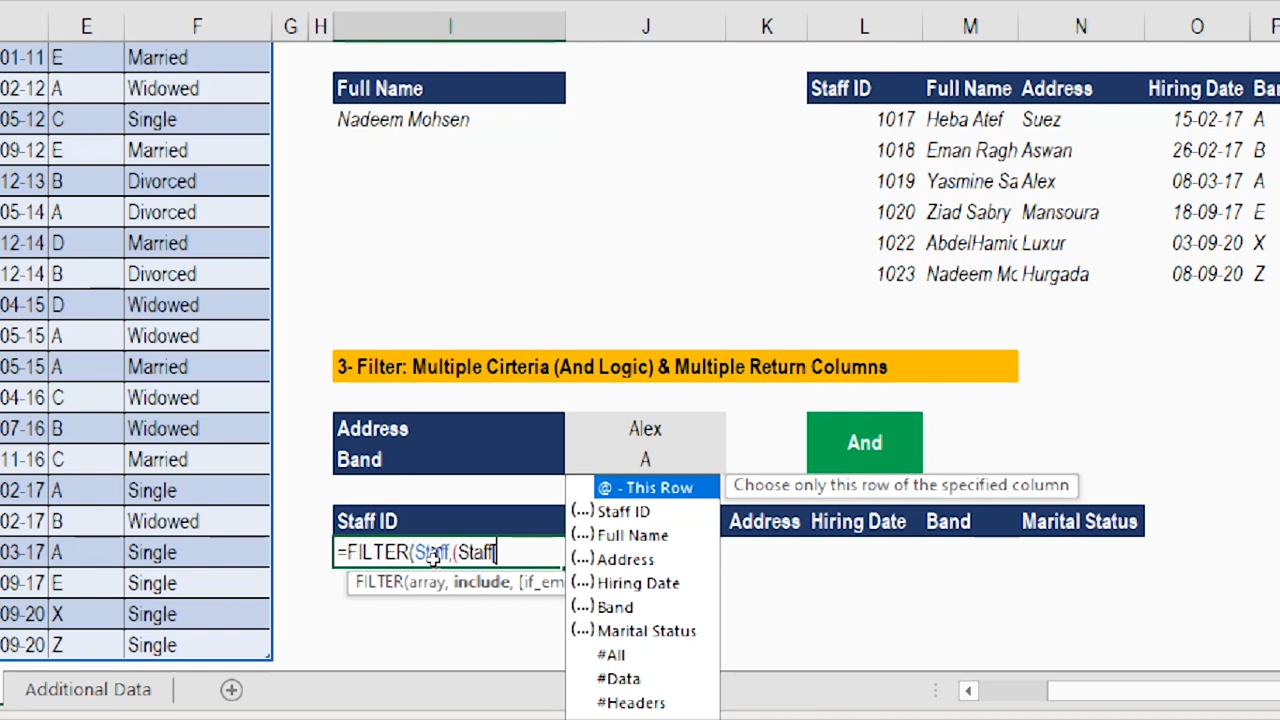 E F G H I J K L M N O
01-11 E Married
02-12 A Widowed Full Name Staff ID Full Name Address Hiring Date
05-12 C Single Nadeem Mohsen 1017 Heba Atef Suez 15-02-17 A
09-12 E Married 1018 Eman Ragh Aswan 26-02-17 B
12-13 B Divorced 1019 Yasmine Sa Alex 08-03-17 A
05-14 A Divorced 1020 Ziad Sabry Mansoura 18-09-17 E
12-14 D Married 1022 AbdelHamic Luxur 03-09-20 X
12-14 B Divorced 1023 Nadeem Mc Hurgada 08-09-20 Z
04-15 D Widowed
05-15 A Widowed
05-15 A Married 3- Filter: Multiple Cirteria (And Logic) & Multiple Return Columns
04-16 C Widowed
07-16 B Widowed Address Alex And
11-16 C Married Band A
02-17 A Single @ - This Row Choose only this row of the specified column
02-17 B Widowed Staff ID (...) Staff ID Address Hiring Date Band Marital Status
(...) Full Name
03-17 A Single =FILTER(Staff,(Staff[ (...) Address
09-17 E Single FILTER(array, include, [if_em (...) Hiring Date
09-20 X Single (...) Band
09-20 Z Single (...) Marital Status
#All
#Data
#Headers
Additional Data